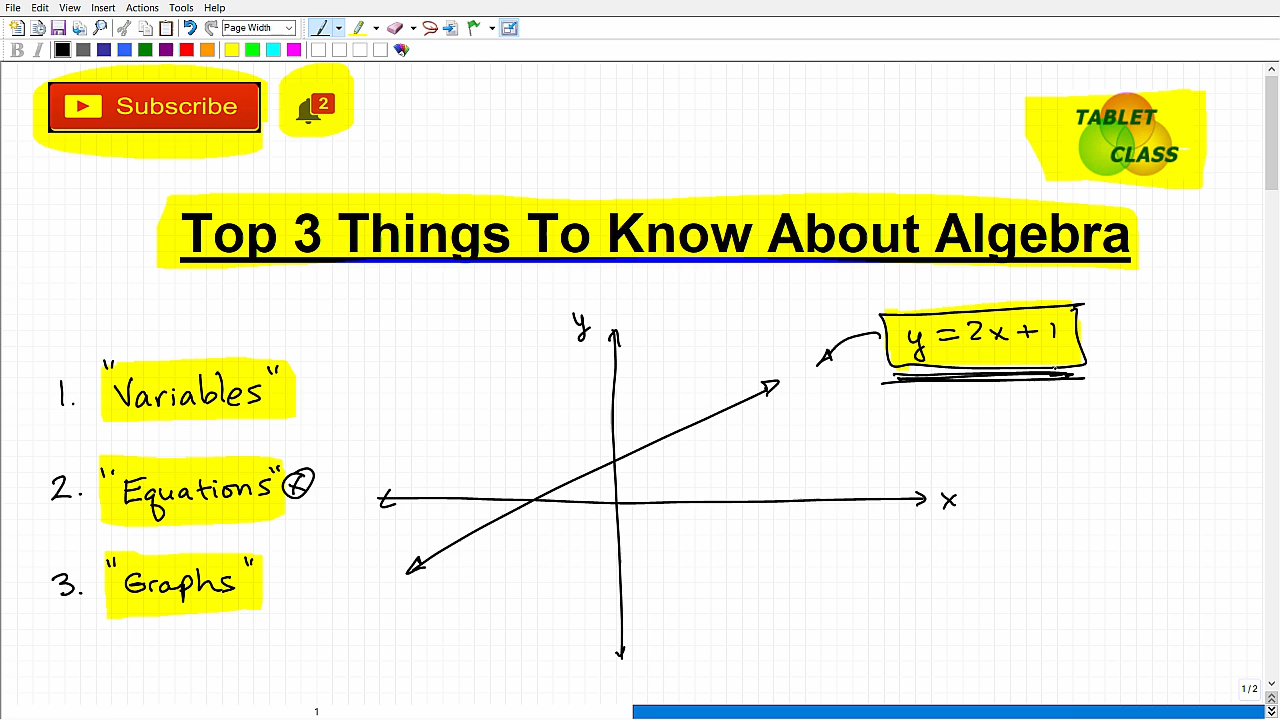 File Edit View Insert Actions Tools Help
Page Width
B I
Subscribe
2
TABLET
CLASS
Top 3 Things To Know About Algebra
y
y = 2x + 1
1. "Variables"
2. "Equations"
x
3. "Graphs"
1/2
1